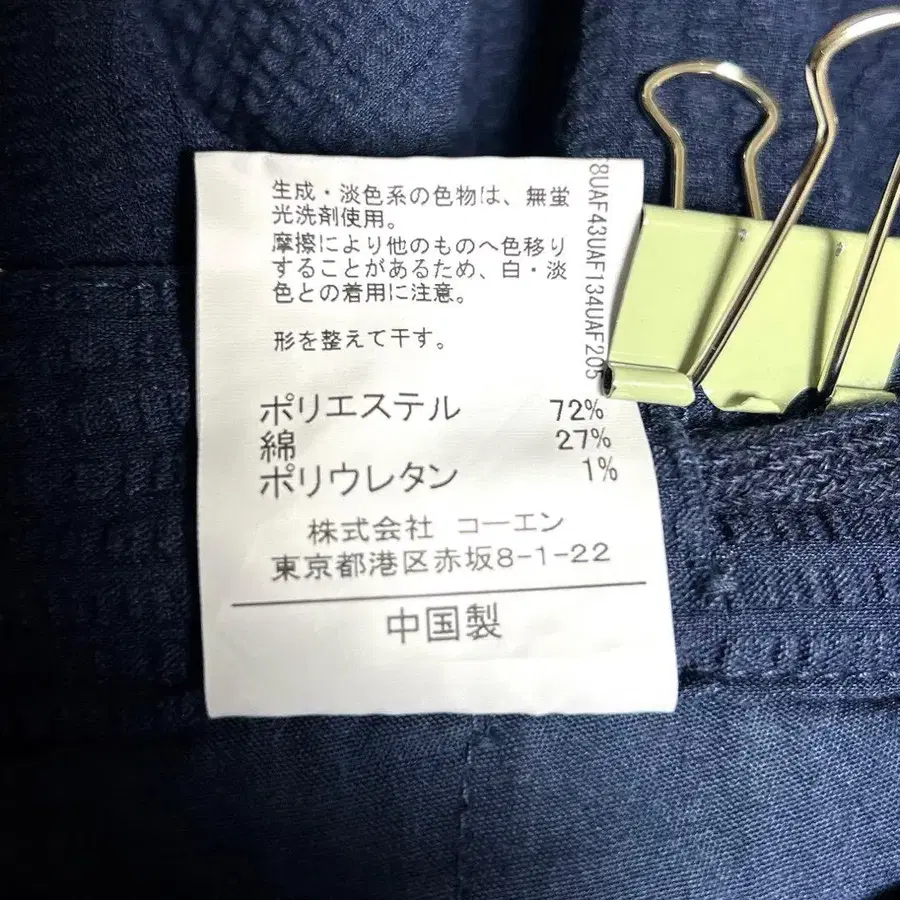 生成・淡色系の色物は、無蛍
光洗剤使用。
摩擦により他のものへ色移り
することがあるため、白・淡
色との着用に注意。
形を整えて干す。
ポリエステル 72%
綿 27%
ポリウレタン 1%
株式会社 コーエン
東京都港区赤坂8-1-22
中国製
8UAF43UAF134UAF205